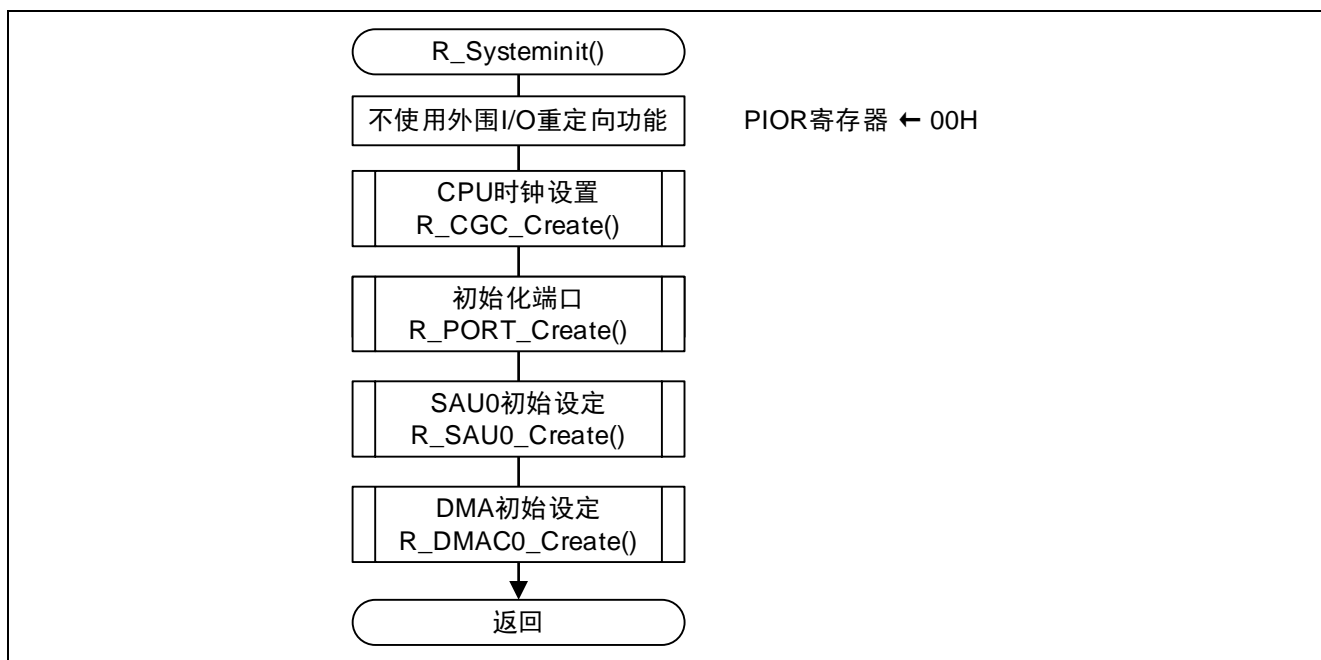 R_Systeminit()
不使用外围I/O重定向功能
PIOR寄存器 ← 00H
CPU时钟设置
R_CGC_Create()
初始化端口
R_PORT_Create()
SAU0初始设定
R_SAU0_Create()
DMA初始设定
R_DMAC0_Create()
返回